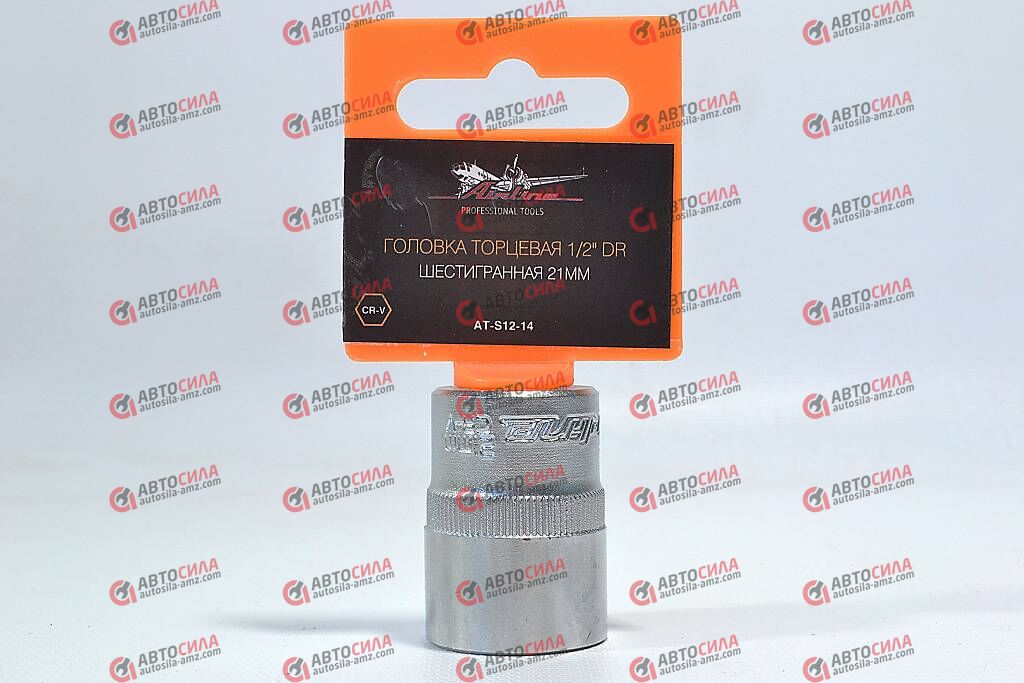 AirLine
PROFESSIONAL TOOLS
ГОЛОВКА ТОРЦЕВАЯ 1/2" DR
ШЕСТИГРАННАЯ 21ММ
CR-V
AT-S12-14
АВТОСИЛА
autosila-amz.com